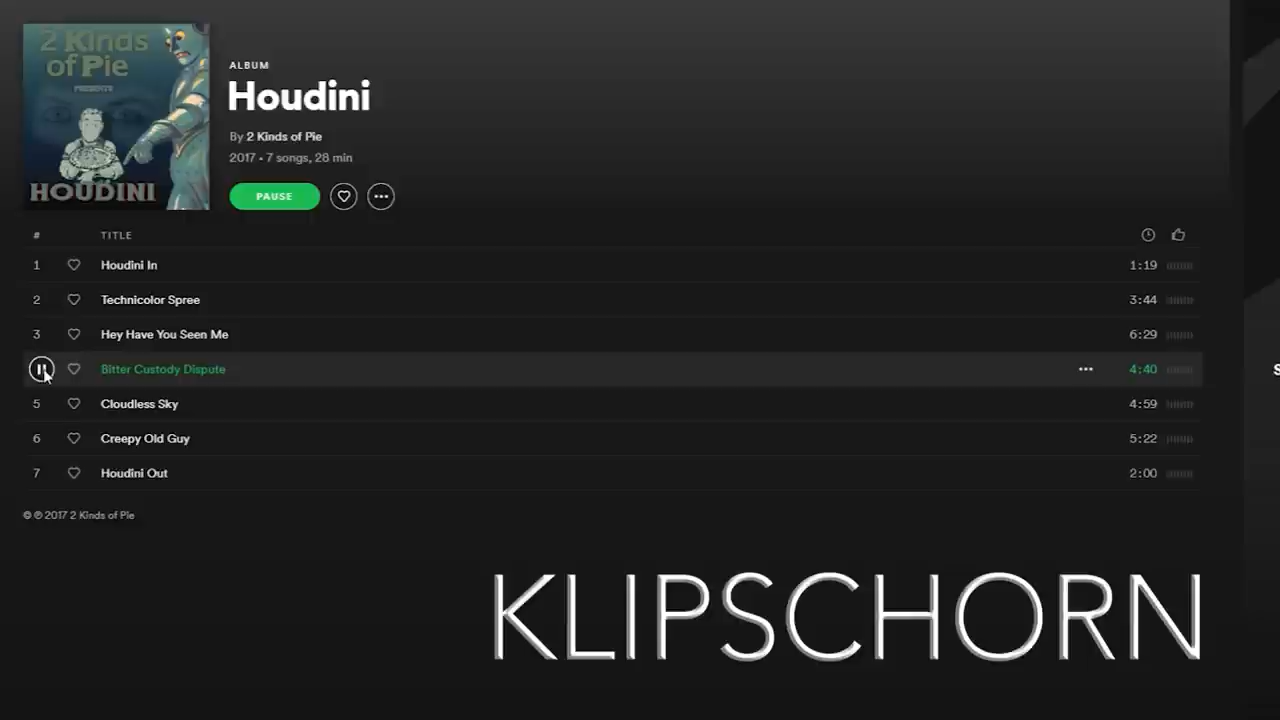 2 Kinds
of Pie
PRESENTS
HOUDINI
ALBUM
Houdini
By 2 Kinds of Pie
2017 • 7 songs, 28 min
PAUSE
# TITLE
1 Houdini In 1:19
2 Technicolor Spree 3:44
3 Hey Have You Seen Me 6:29
Bitter Custody Dispute 4:40
5 Cloudless Sky 4:59
6 Creepy Old Guy 5:22
7 Houdini Out 2:00
© ℗ 2017 2 Kinds of Pie
KLIPSCHORN